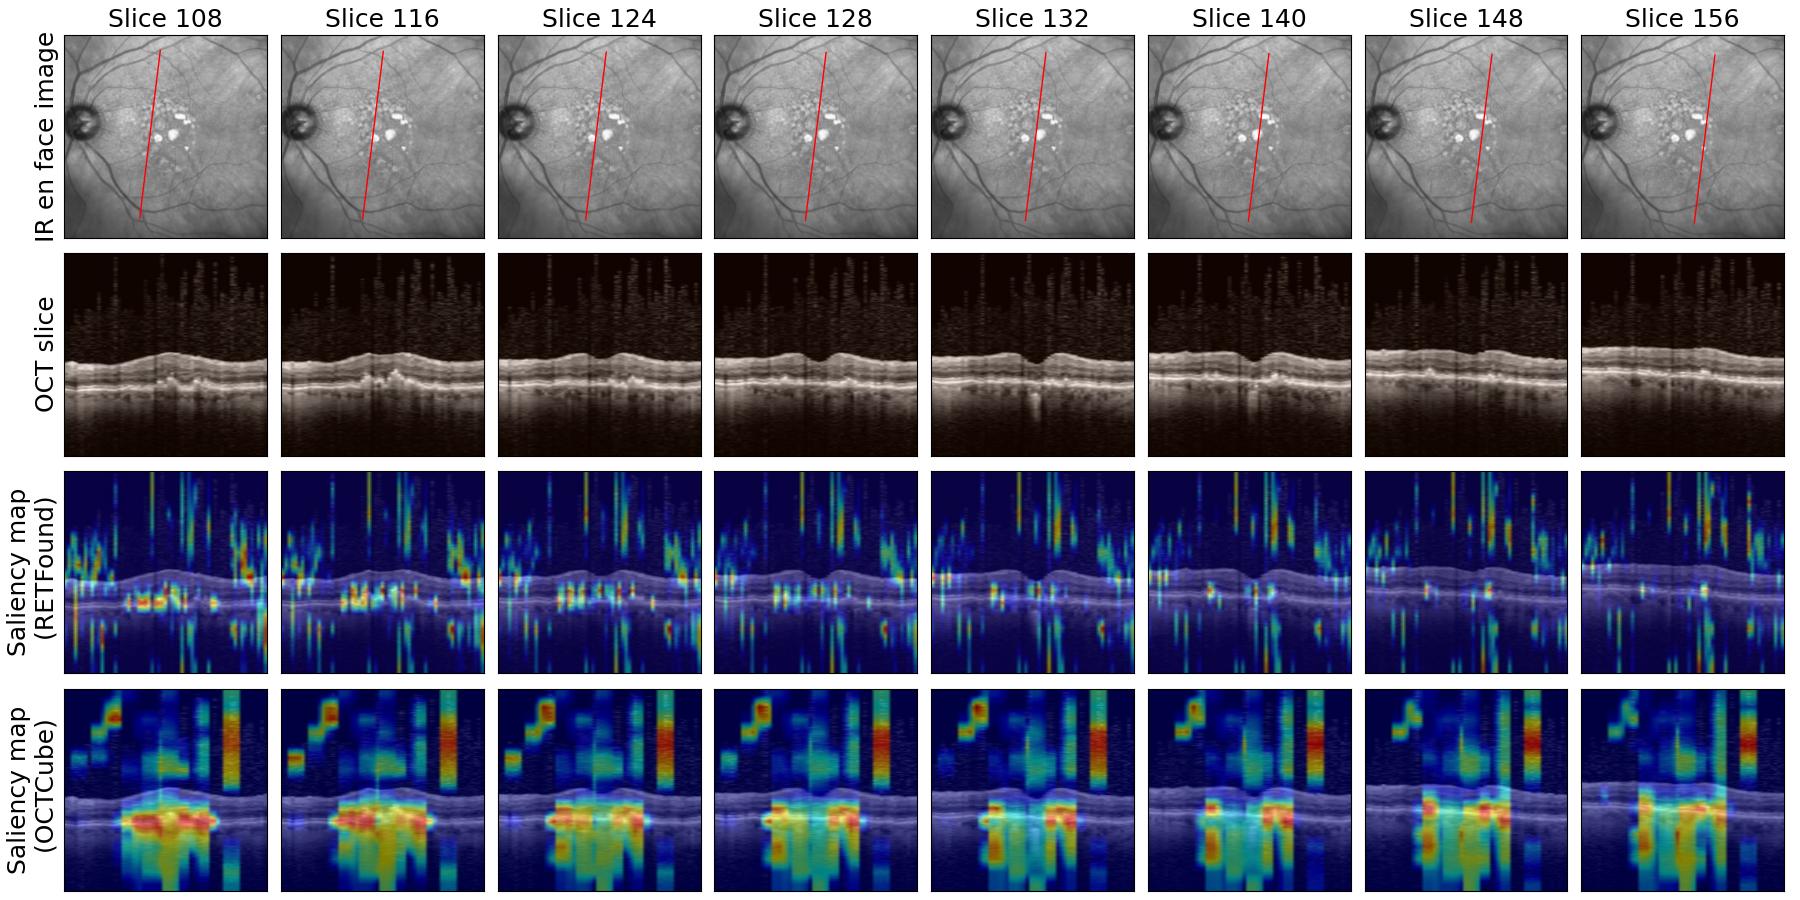 Slice 108
Slice 116
Slice 124
Slice 128
Slice 132
Slice 140
Slice 148
Slice 156
IR en face image
OCT slice
Saliency map
(RETFound)
Saliency map
(OCTCube)